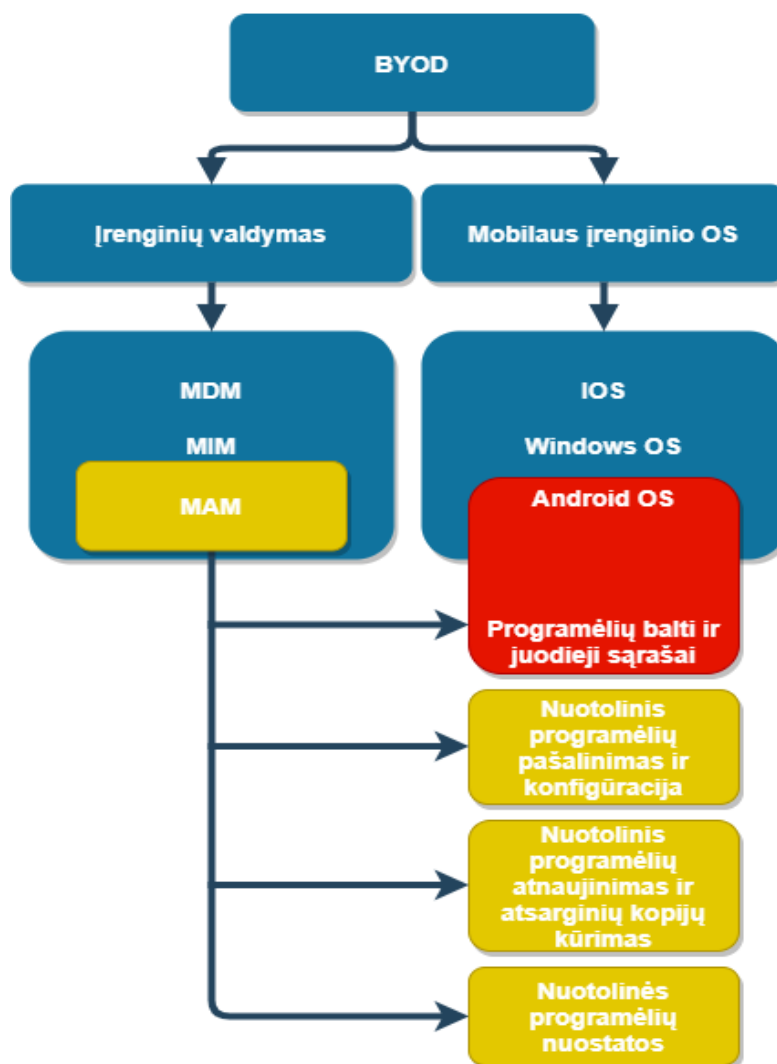 BYOD
Įrenginių valdymas
Mobilaus įrenginio OS
MDM
MIM
MAM
IOS
Windows OS
Android OS
Programėlių balti ir
juodieji sąrašai
Nuotolinis
programėlių
pašalinimas ir
konfigūracija
Nuotolinis
programėlių
atnaujinimas ir
atsarginių kopijų
kūrimas
Nuotolinės
programėlių
nuostatos